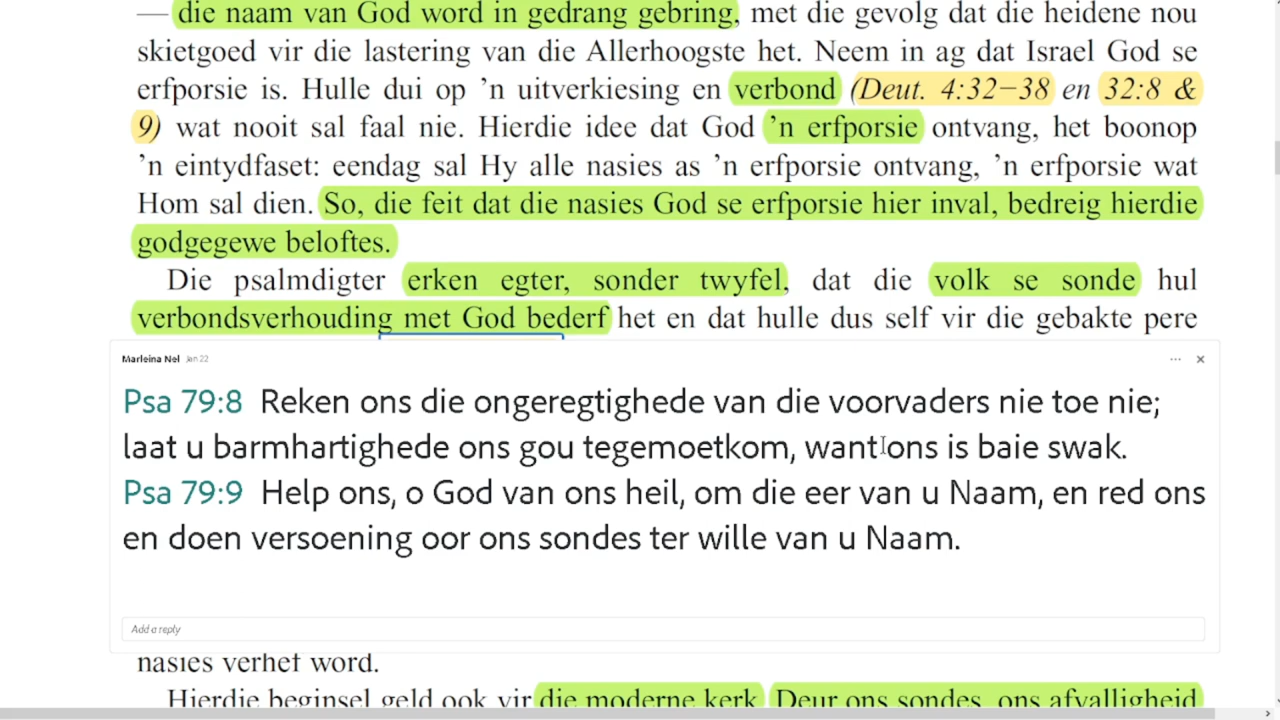 — die naam van God word in gedrang gebring, met die gevolg dat die heidene nou
skietgoed vir die lastering van die Allerhoogste het. Neem in ag dat Israel God se
erfporsie is. Hulle dui op ’n uitverkiesing en verbond (Deut. 4:32–38 en 32:8 &
9) wat nooit sal faal nie. Hierdie idee dat God ’n erfporsie ontvang, het boonop
’n eintydfaset: eendag sal Hy alle nasies as ’n erfporsie ontvang, ’n erfporsie wat
Hom sal dien. So, die feit dat die nasies God se erfporsie hier inval, bedreig hierdie
godgegewe beloftes.
Die psalmdigter erken egter, sonder twyfel, dat die volk se sonde hul
verbondsverhouding met God bederf het en dat hulle dus self vir die gebakte pere
Marleina Nel Jan 22
Psa 79:8 Reken ons die ongeregtighede van die voorvaders nie toe nie;
laat u barmhartighede ons gou tegemoetkom, want ons is baie swak.
Psa 79:9 Help ons, o God van ons heil, om die eer van u Naam, en red ons
en doen versoening oor ons sondes ter wille van u Naam.
Add a reply
nasies verhef word.
Hierdie beginsel geld ook vir die moderne kerk. Deur ons sondes, ons afvalligheid